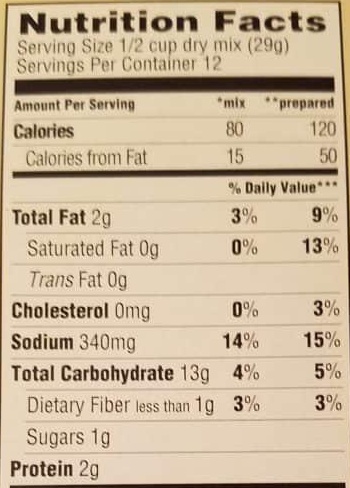 Nutrition Facts
Serving Size 1/2 cup dry mix (29g)
Servings Per Container 12
Amount Per Serving *mix **prepared
Calories 80 120
Calories from Fat 15 50
% Daily Value***
Total Fat 2g 3% 9%
Saturated Fat 0g 0% 13%
Trans Fat 0g
Cholesterol 0mg 0% 3%
Sodium 340mg 14% 15%
Total Carbohydrate 13g 4% 5%
Dietary Fiber less than 1g 3% 3%
Sugars 1g
Protein 2g